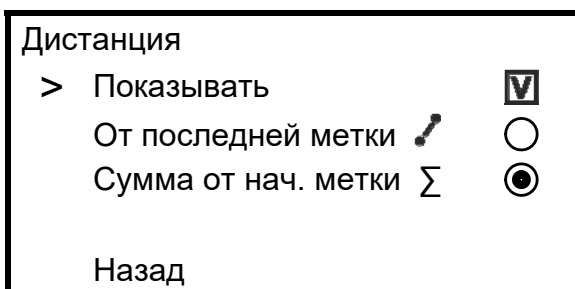 Дистанция
> Показывать V
От последней метки
Сумма от нач. метки ∑
Назад